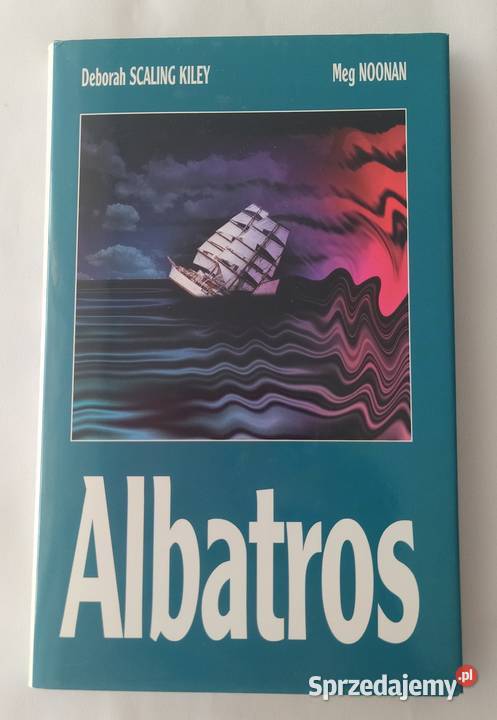 Deborah SCALING KILEY Meg NOONAN
Albatros
Sprzedajemy.pl